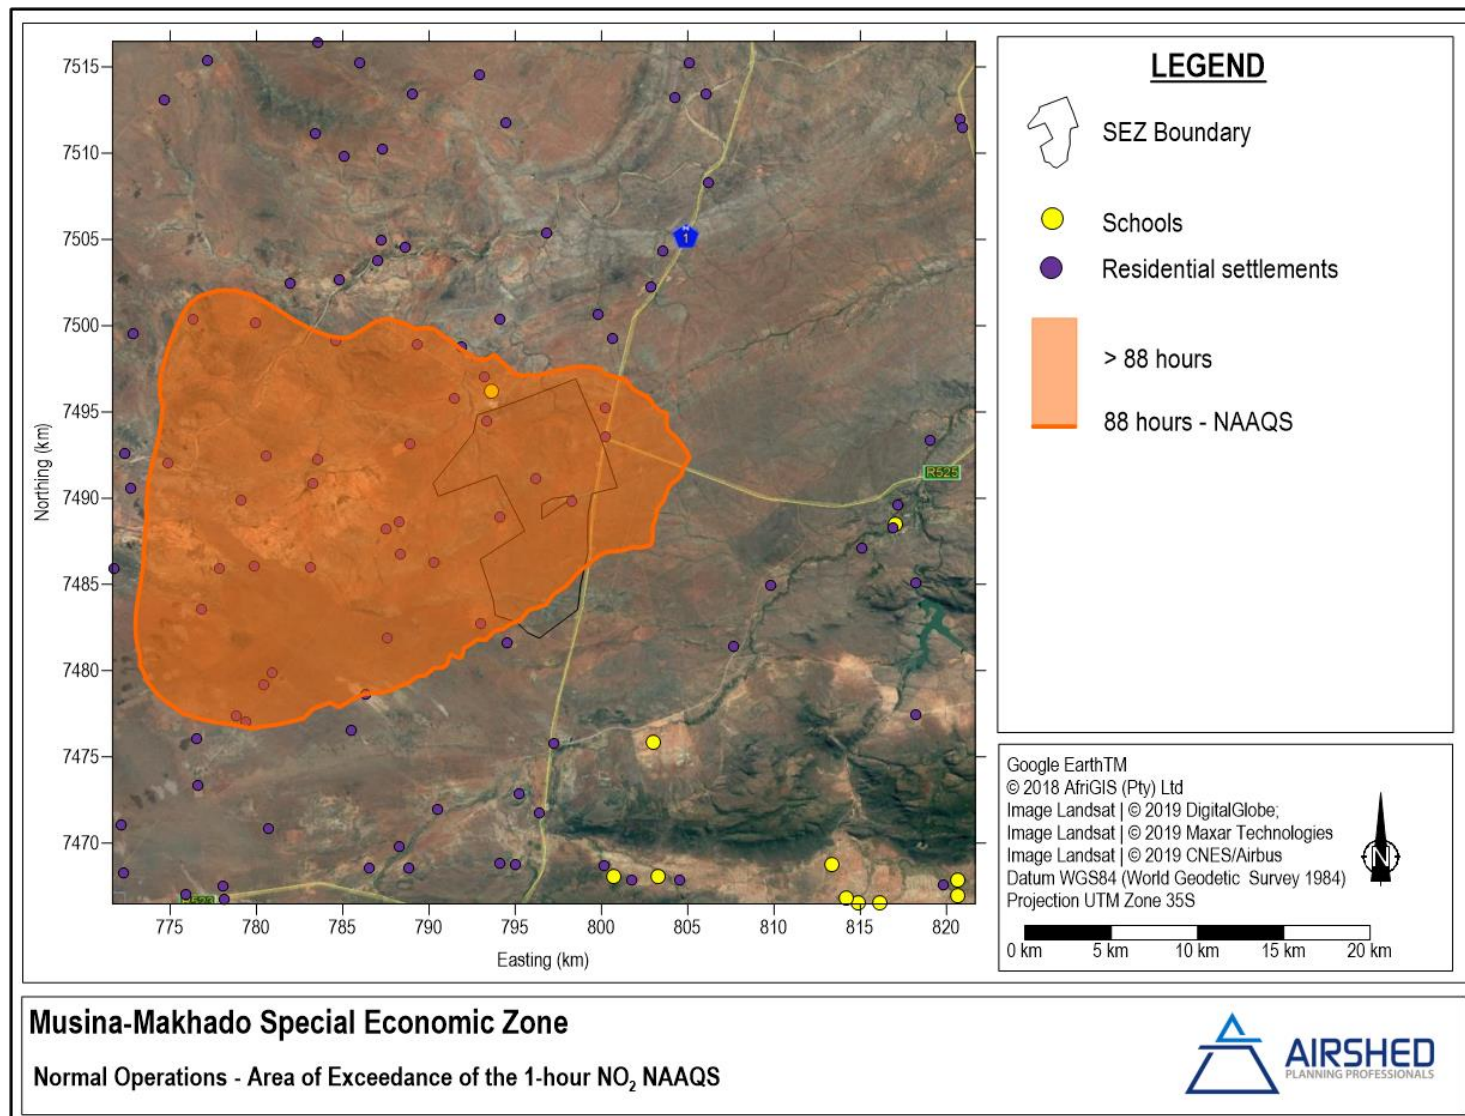 7515
7510
7505
7500
7495
7490
7485
7480
7475
7470
Northing (km)
1
R525
775
780
785
790
795
800
805
810
815
820
Easting (km)
LEGEND
SEZ Boundary
Schools
Residential settlements
> 88 hours
88 hours - NAAQS
Google EarthTM
© 2018 AfriGIS (Pty) Ltd
Image Landsat | © 2019 DigitalGlobe;
Image Landsat | © 2019 Maxar Technologies
Image Landsat | © 2019 CNES/Airbus
Datum WGS84 (World Geodetic Survey 1984)
Projection UTM Zone 35S
N
0 km 5 km 10 km 15 km 20 km
Musina-Makhado Special Economic Zone
Normal Operations - Area of Exceedance of the 1-hour NO₂ NAAQS
AIRSHED
PLANNING PROFESSIONALS